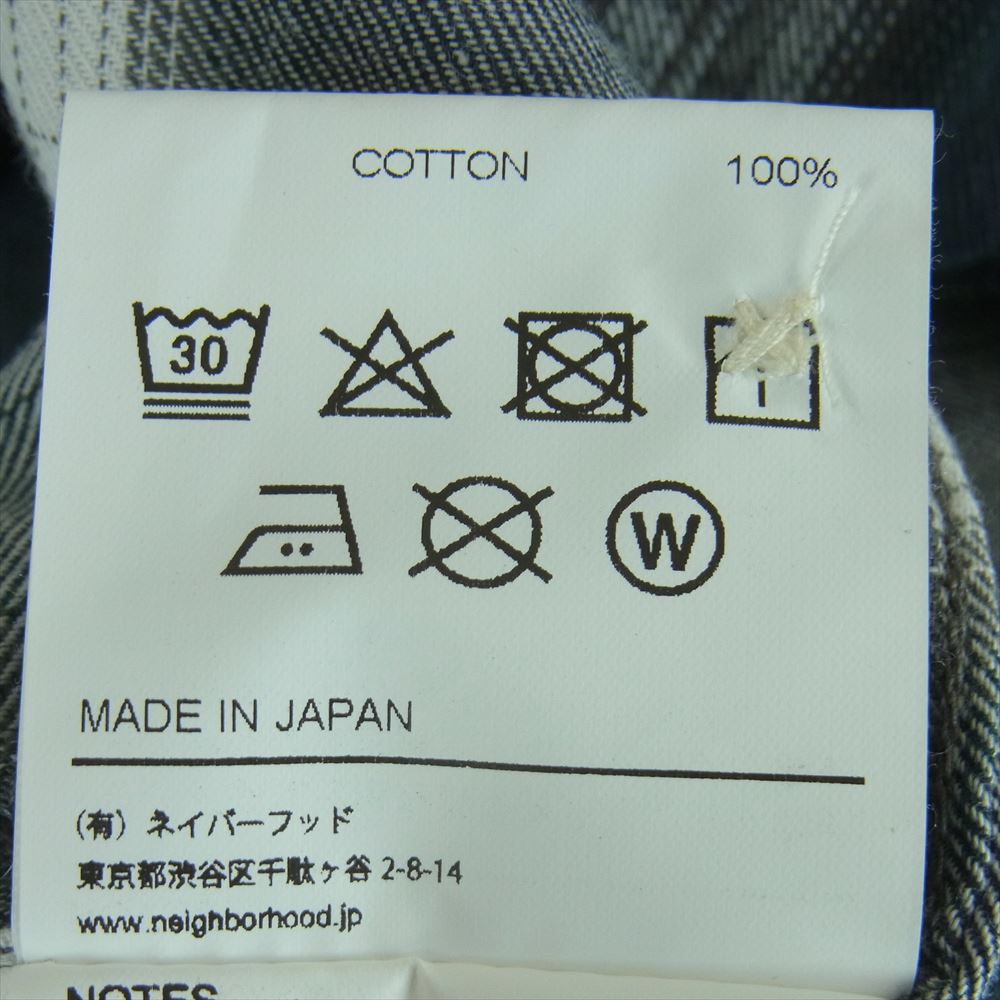 COTTON 100%
30
W
MADE IN JAPAN
(有) ネイバーフッド
東京都渋谷区千駄ヶ谷 2-8-14
www.neighborhood.jp
NOTES